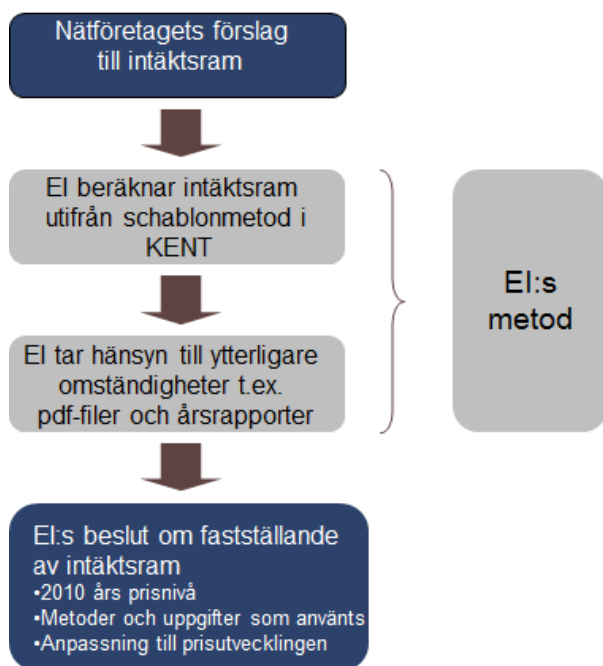 Nätföretagets förslag
till intäktsram
EI beräknar intäktsram
utifrån schablonmetod i
KENT
EI tar hänsyn till ytterligare
omständigheter t.ex.
pdf-filer och årsrapporter
EI:s
metod
EI:s beslut om fastställande
av intäktsram
•2010 års prisnivå
•Metoder och uppgifter som använts
•Anpassning till prisutvecklingen